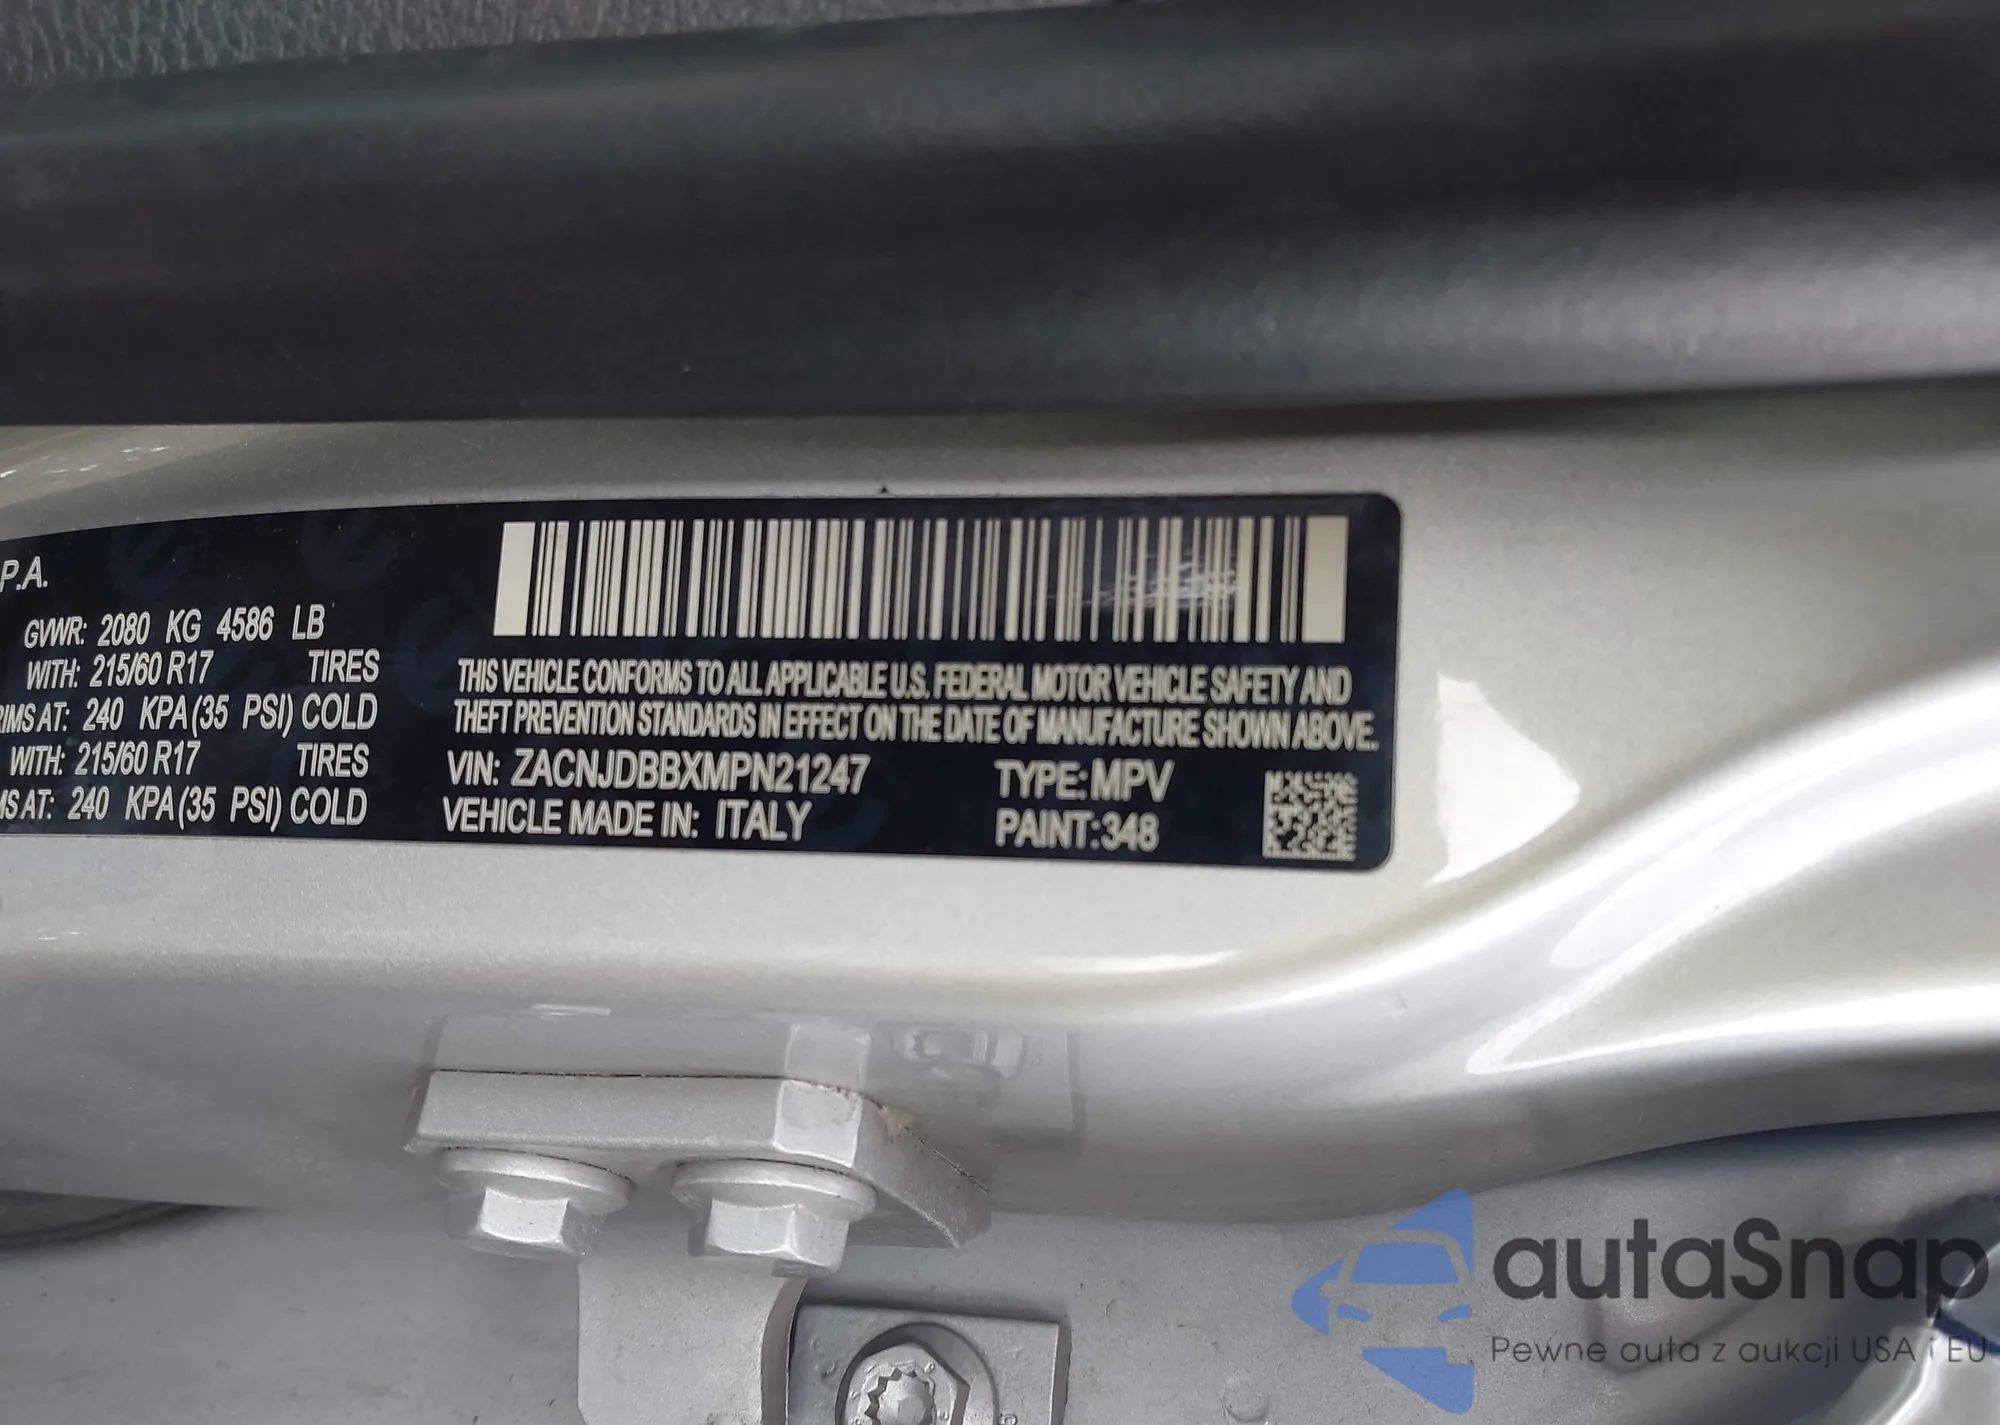 P.A.
GVWR: 2080 KG 4586 LB
WITH: 215/60 R17 TIRES
RIMS AT: 240 KPA (35 PSI) COLD
WITH: 215/60 R17 TIRES
MS AT: 240 KPA (35 PSI) COLD
THIS VEHICLE CONFORMS TO ALL APPLICABLE U.S. FEDERAL MOTOR VEHICLE SAFETY AND
THEFT PREVENTION STANDARDS IN EFFECT ON THE DATE OF MANUFACTURE SHOWN ABOVE.
VIN: ZACNJDBBXMPN21247 TYPE: MPV
VEHICLE MADE IN: ITALY PAINT: 348
autaSnap
Pewne auta z aukcji USA i EU